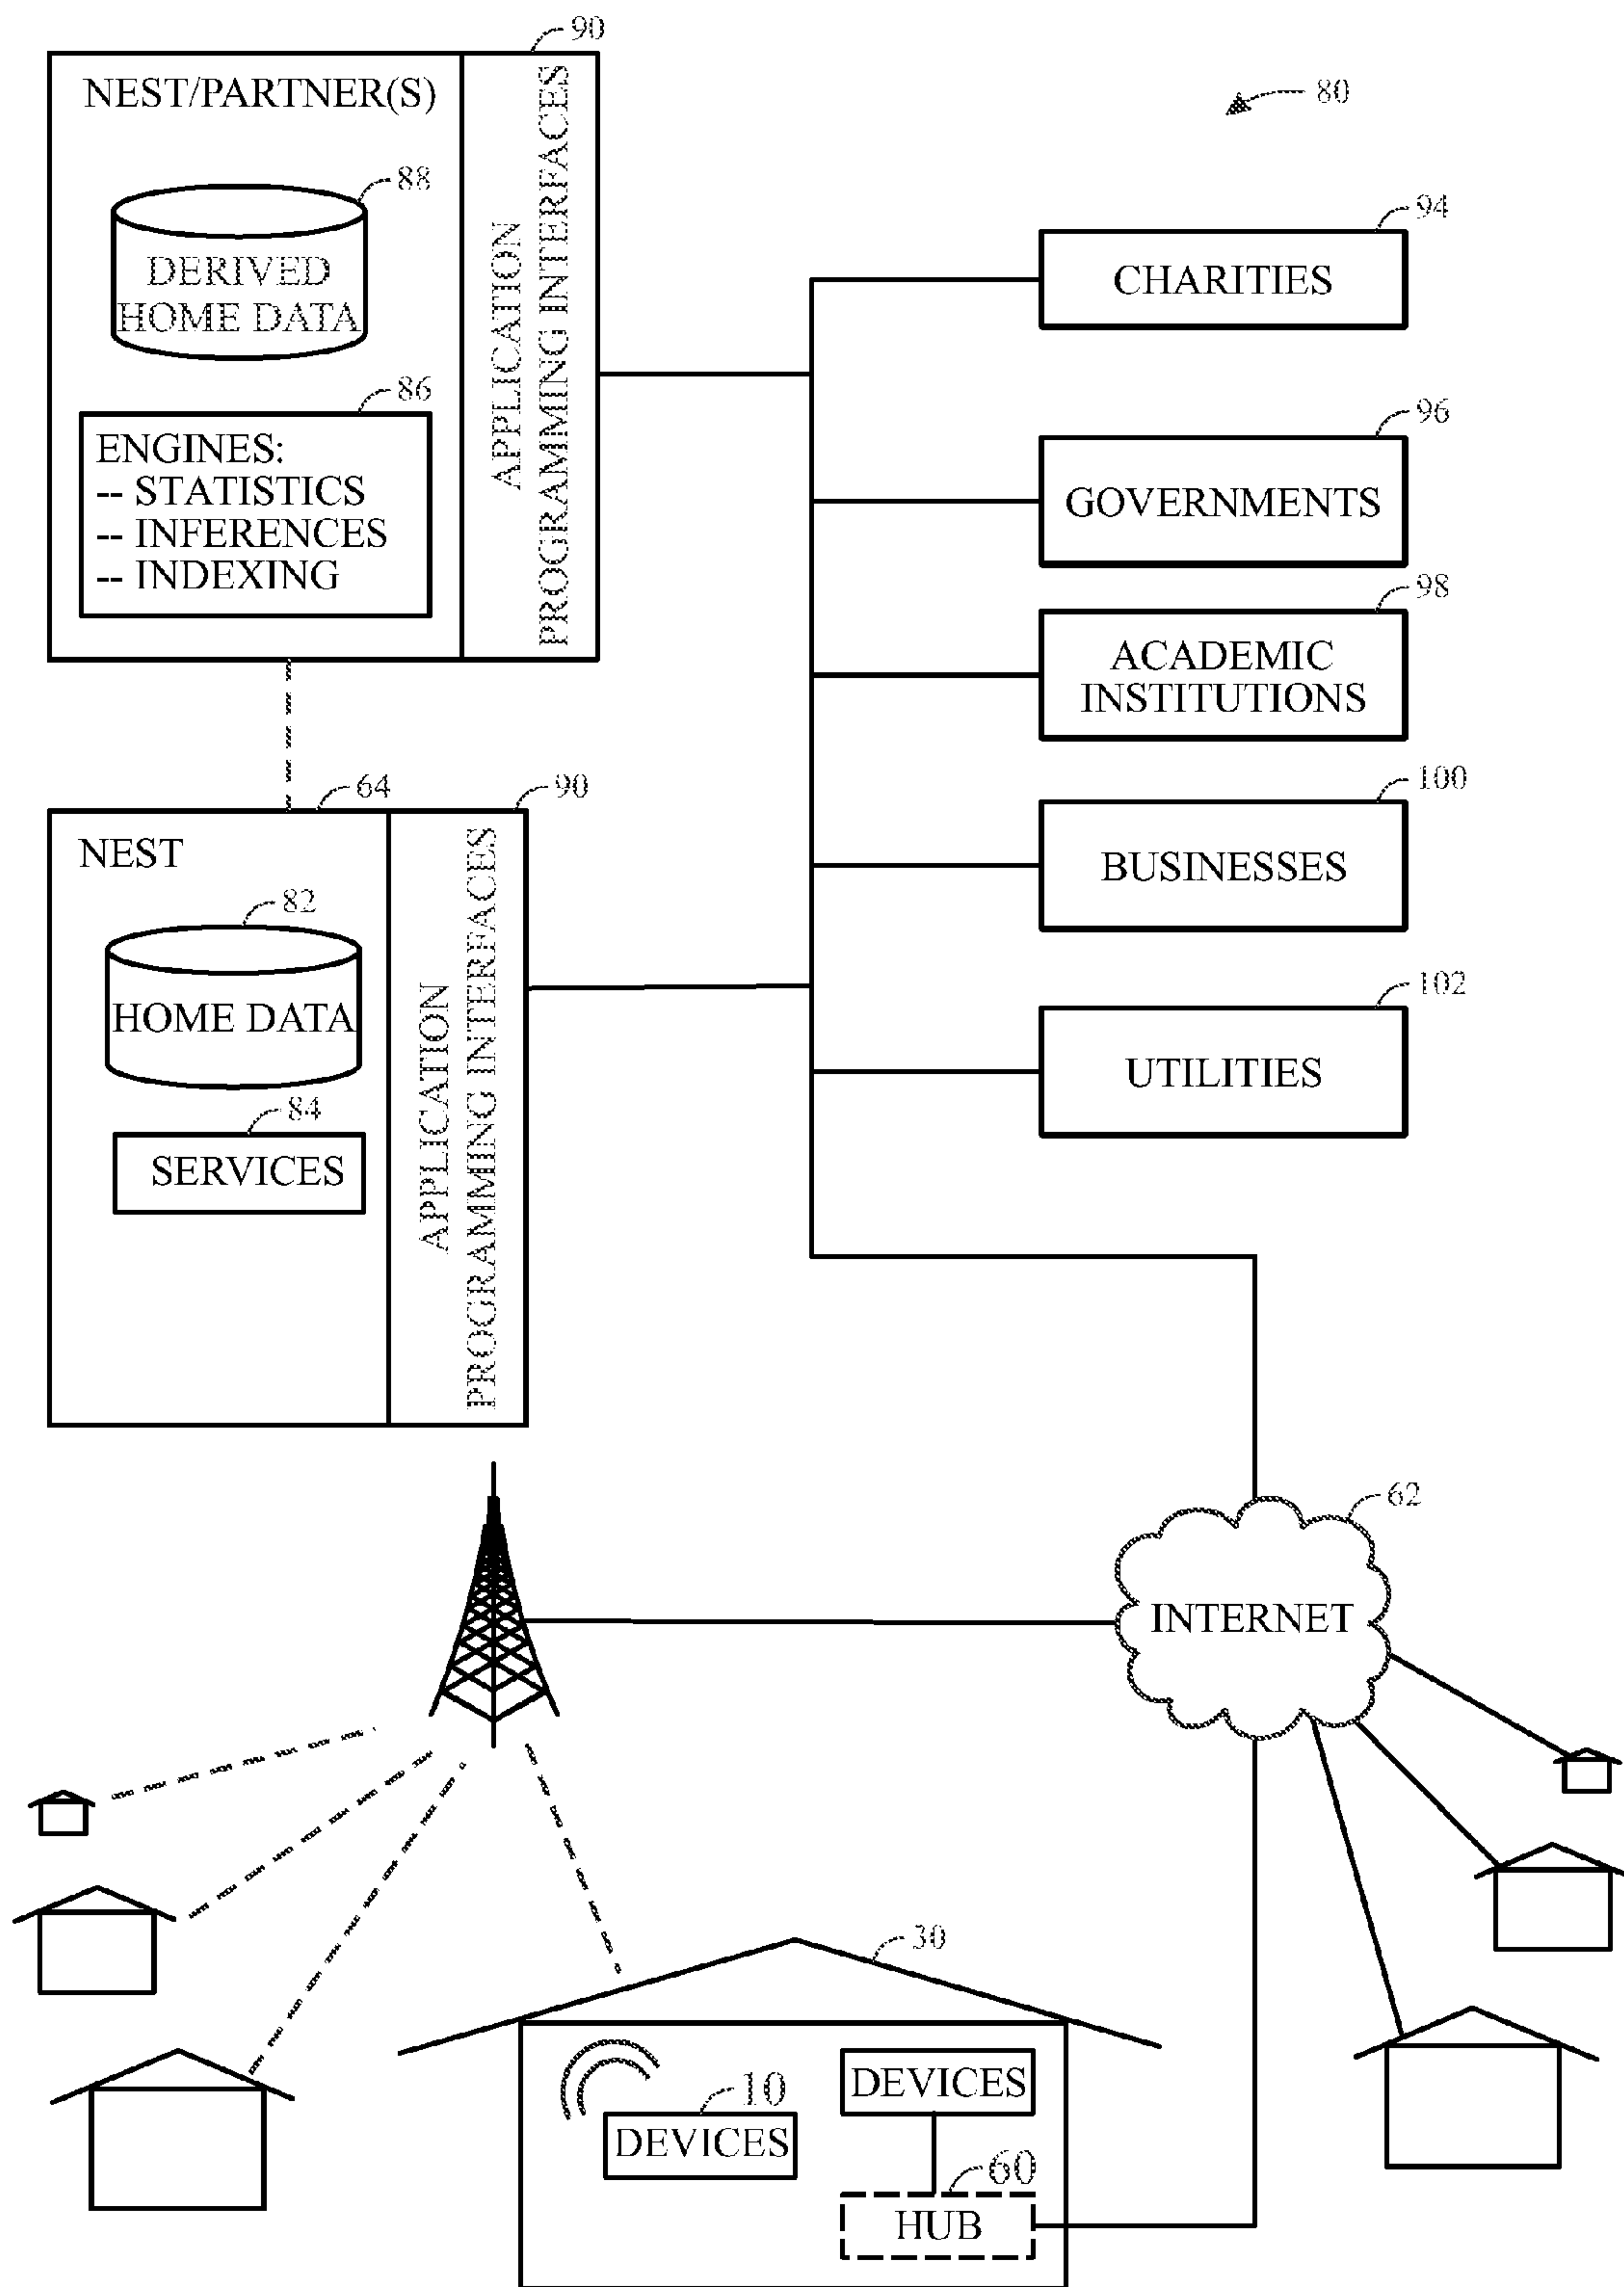 90
NEST/PARTNER(S)
80
88
DERIVED
HOME DATA
86
ENGINES:
-- STATISTICS
-- INFERENCES
-- INDEXING
APPLICATION
PROGRAMMING INTERFACES
94
CHARITIES
96
GOVERNMENTS
98
ACADEMIC
INSTITUTIONS
100
BUSINESSES
102
UTILITIES
64
90
NEST
82
HOME DATA
84
SERVICES
APPLICATION
PROGRAMMING INTERFACES
62
INTERNET
30
10
DEVICES
DEVICES
60
HUB